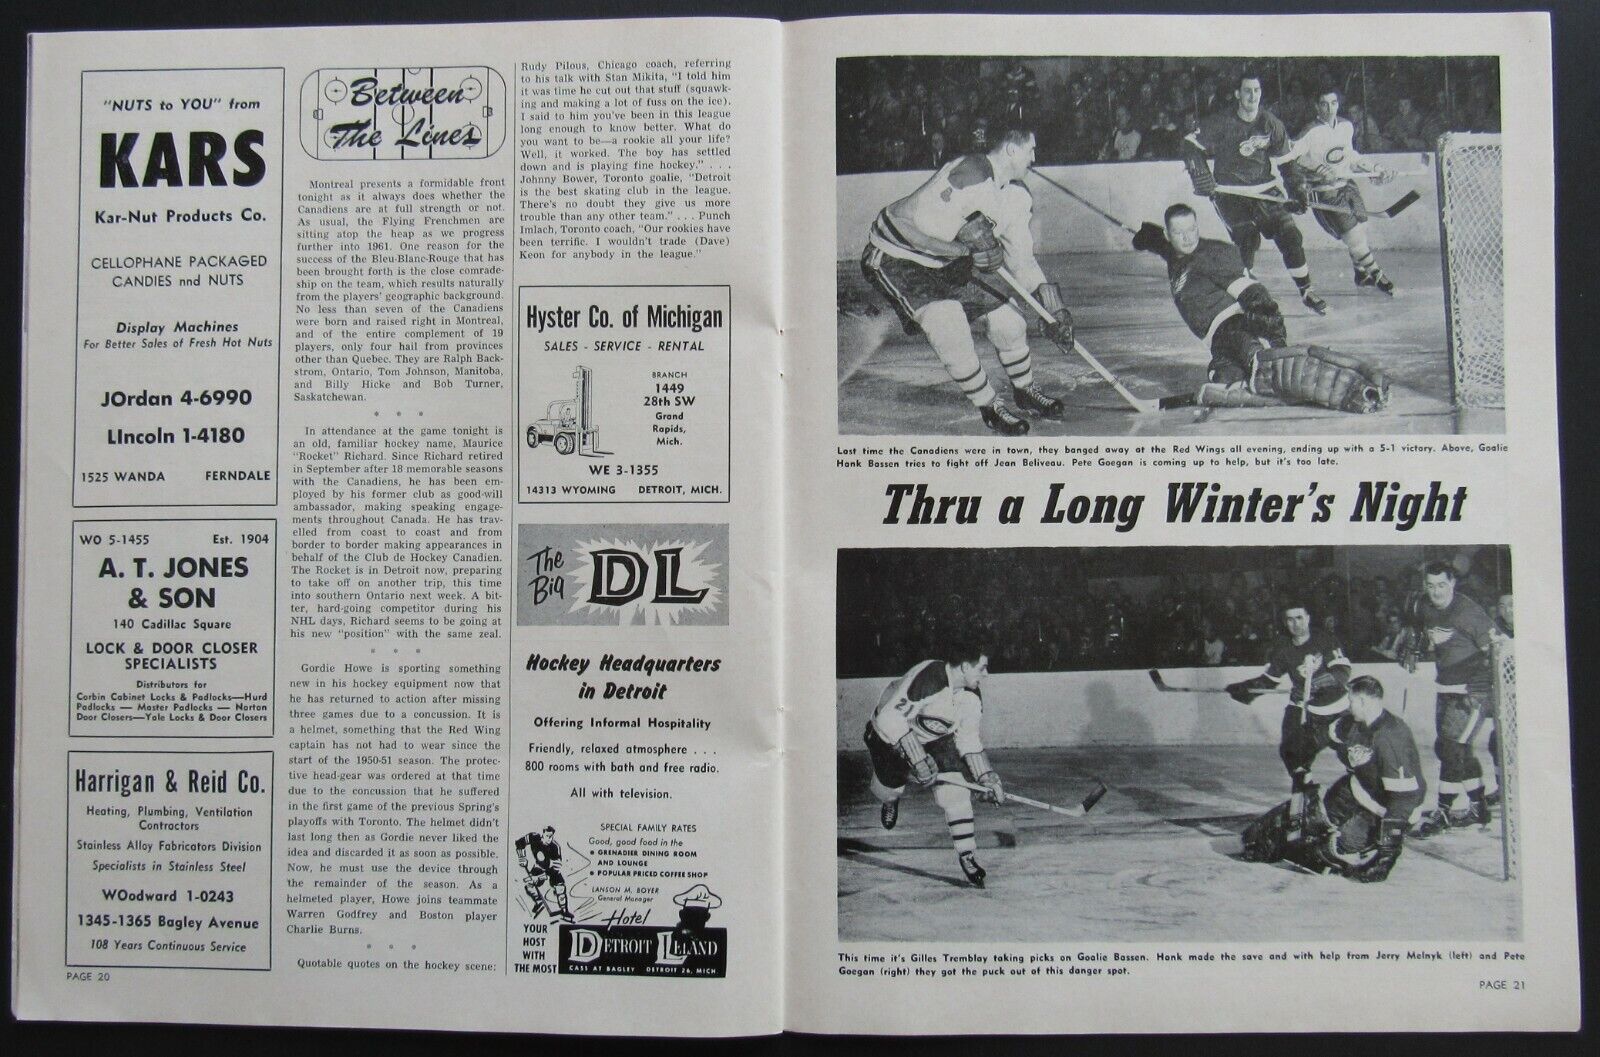 "NUTS to YOU" from
KARS
Kar-Nut Products Co.
CELLOPHANE PACKAGED
CANDIES nnd NUTS
Display Machines
For Better Sales of Fresh Hot Nuts
JOrdan 4-6990
LIncoln 1-4180
1525 WANDA FERNDALE
WO 5-1455 Est. 1904
A. T. JONES
& SON
140 Cadillac Square
LOCK & DOOR CLOSER
SPECIALISTS
Distributors for
Corbin Cabinet Locks & Padlocks—Hurd
Padlocks — Master Padlocks — Norton
Door Closers—Yale Locks & Door Closers
Harrigan & Reid Co.
Heating, Plumbing, Ventilation
Contractors
Stainless Alloy Fabricators Division
Specialists in Stainless Steel
WOodward 1-0243
1345-1365 Bagley Avenue
108 Years Continuous Service
PAGE 20
Between
The Lines
Montreal presents a formidable front
tonight as it always does whether the
Canadiens are at full strength or not.
As usual, the Flying Frenchmen are
sitting atop the heap as we progress
further into 1961. One reason for the
success of the Bleu-Blanc-Rouge that has
been brought forth is the close comrade-
ship on the team, which results naturally
from the players' geographic background.
No less than seven of the Canadiens
were born and raised right in Montreal,
and of the entire complement of 19
players, only four hail from provinces
other than Quebec. They are Ralph Back-
strom, Ontario, Tom Johnson, Manitoba,
and Billy Hicke and Bob Turner,
Saskatchewan.
* * *
In attendance at the game tonight is
an old, familiar hockey name, Maurice
"Rocket" Richard. Since Richard retired
in September after 18 memorable seasons
with the Canadiens, he has been em-
ployed by his former club as good-will
ambassador, making speaking engage-
ments throughout Canada. He has trav-
elled from coast to coast and from
border to border making appearances in
behalf of the Club de Hockey Canadien.
The Rocket is in Detroit now, preparing
to take off on another trip, this time
into southern Ontario next week. A bit-
ter, hard-going competitor during his
NHL days, Richard seems to be going at
his new "position" with the same zeal.
* * *
Gordie Howe is sporting something
new in his hockey equipment now that
he has returned to action after missing
three games due to a concussion. It is
a helmet, something that the Red Wing
captain has not had to wear since the
start of the 1950-51 season. The protec-
tive head-gear was ordered at that time
due to the concussion that he suffered
in the first game of the previous Spring's
playoffs with Toronto. The helmet didn't
last long then as Gordie never liked the
idea and discarded it as soon as possible.
Now, he must use the device through
the remainder of the season. As a
helmeted player, Howe joins teammate
Warren Godfrey and Boston player
Charlie Burns.
* * *
Quotable quotes on the hockey scene:
Rudy Pilous, Chicago coach, referring
to his talk with Stan Mikita, "I told him
it was time he cut out that stuff (squawk-
ing and making a lot of fuss on the ice).
I said to him you've been in this league
long enough to know better. What do
you want to be—a rookie all your life?
Well, it worked. The boy has settled
down and is playing fine hockey." . . .
Johnny Bower, Toronto goalie, "Detroit
is the best skating club in the league.
There's no doubt they give us more
trouble than any other team." . . . Punch
Imlach, Toronto coach, "Our rookies have
been terrific. I wouldn't trade (Dave)
Keon for anybody in the league."
Hyster Co. of Michigan
SALES - SERVICE - RENTAL
BRANCH
1449
28th SW
Grand
Rapids,
Mich.
WE 3-1355
14313 WYOMING DETROIT, MICH.
The Big DL
Hockey Headquarters
in Detroit
Offering Informal Hospitality
Friendly, relaxed atmosphere . . .
800 rooms with bath and free radio.
All with television.
SPECIAL FAMILY RATES
Good, good food in the
• GRENADIER DINING ROOM
AND LOUNGE
• POPULAR PRICED COFFEE SHOP
LANSON M. BOYER
General Manager
YOUR
HOST
WITH
THE MOST
Hotel
DETROIT LELAND
CASS AT BAGLEY DETROIT 26, MICH.
Last time the Canadiens were in town, they banged away at the Red Wings all evening, ending up with a 5-1 victory. Above, Goalie
Hank Bassen tries to fight off Jean Beliveau. Pete Goegan is coming up to help, but it's too late.
Thru a Long Winter's Night
21
This time it's Gilles Tremblay taking picks on Goalie Bassen. Hank made the save and with help from Jerry Melnyk (left) and Pete
Goegan (right) they got the puck out of this danger spot.
PAGE 21